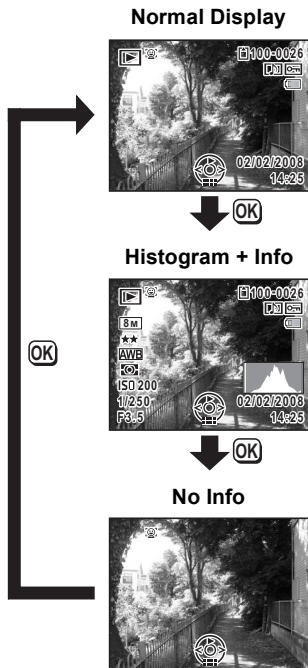 Normal Display
100-0026
02/02/2008
14:25
OK
Histogram + Info
100-0026
8M
AWB
ISO 200
1/250
F3.5
02/02/2008
14:25
OK
OK
No Info